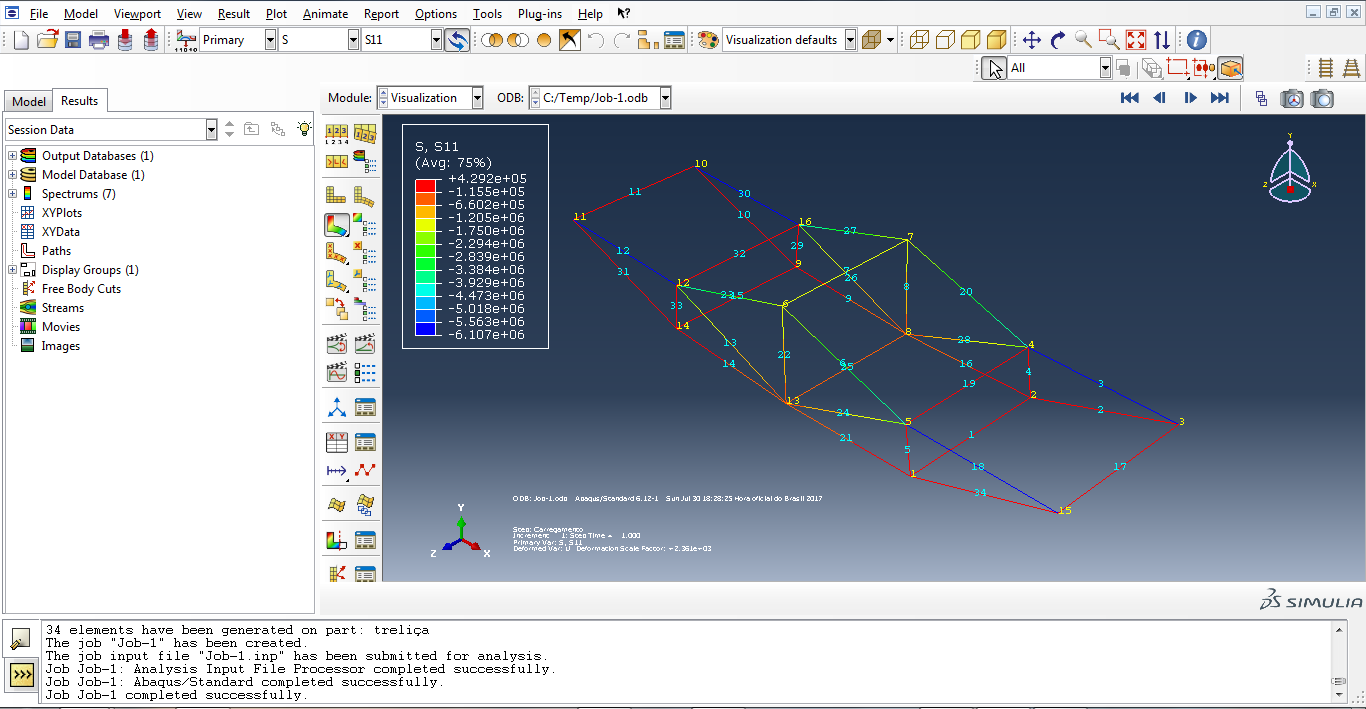 File Model Viewport View Result Plot Animate Report Options Tools Plug-ins Help
Primary S S11 Visualization defaults
All
Model Results
Module: Visualization ODB: C:/Temp/Job-1.odb
Session Data
Output Databases (1)
Model Database (1)
Spectrums (7)
XYPlots
XYData
Paths
Display Groups (1)
Free Body Cuts
Streams
Movies
Images
S, S11
(Avg: 75%)
+4.292e+05
-1.155e+05
-6.602e+05
-1.205e+06
-1.750e+06
-2.294e+06
-2.839e+06
-3.384e+06
-3.929e+06
-4.473e+06
-5.018e+06
-5.563e+06
-6.107e+06
10
11
30
11
10
16
27
7
12
32
29
31
9
7
26
12
8
20
9
33
6
14
8
28
4
13
22
16
14
6
25
19
4
3
13
2
24
5
2
3
21
1
5
18
17
1
34
15
Y
Z
X
ODB: Job-1.odb Abaqus/Standard 6.12-1 Sun Jul 30 18:28:25 Hora oficial do Brasil 2017
Step: Carregamento
Increment 1: Step Time = 1.000
Primary Var: S, S11
Deformed Var: U Deformation Scale Factor: +2.361e+03
Y
Z
X
SIMULIA
34 elements have been generated on part: treliça
The job "Job-1" has been created.
The job input file "Job-1.inp" has been submitted for analysis.
Job Job-1: Analysis Input File Processor completed successfully.
Job Job-1: Abaqus/Standard completed successfully.
Job Job-1 completed successfully.